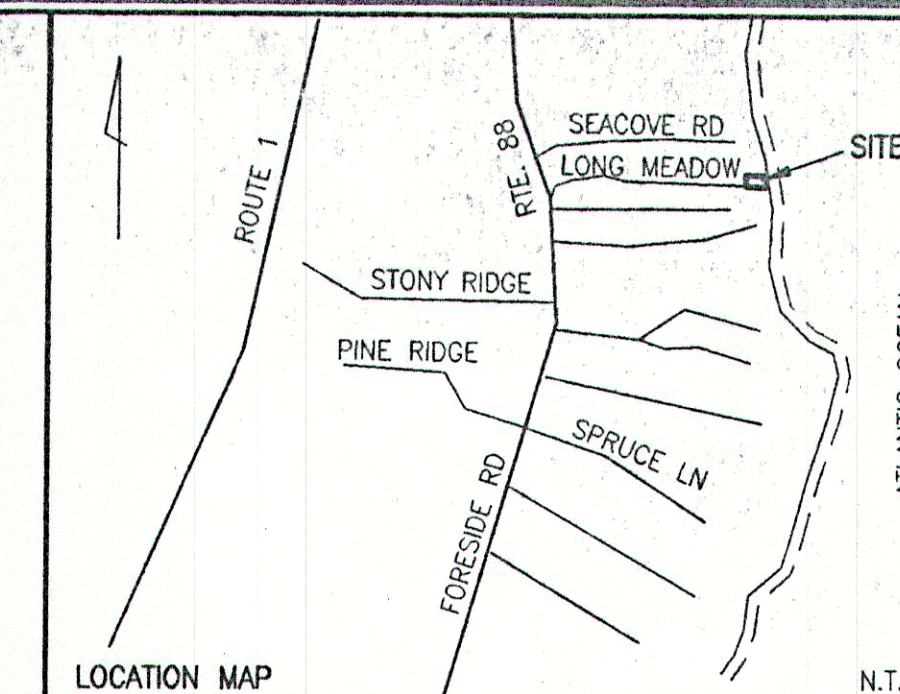 SEACOVE RD
RTE. 88
LONG MEADOW
SITE
ROUTE 1
STONY RIDGE
PINE RIDGE
SPRUCE LN
FORESIDE RD
LOCATION MAP
N.T.